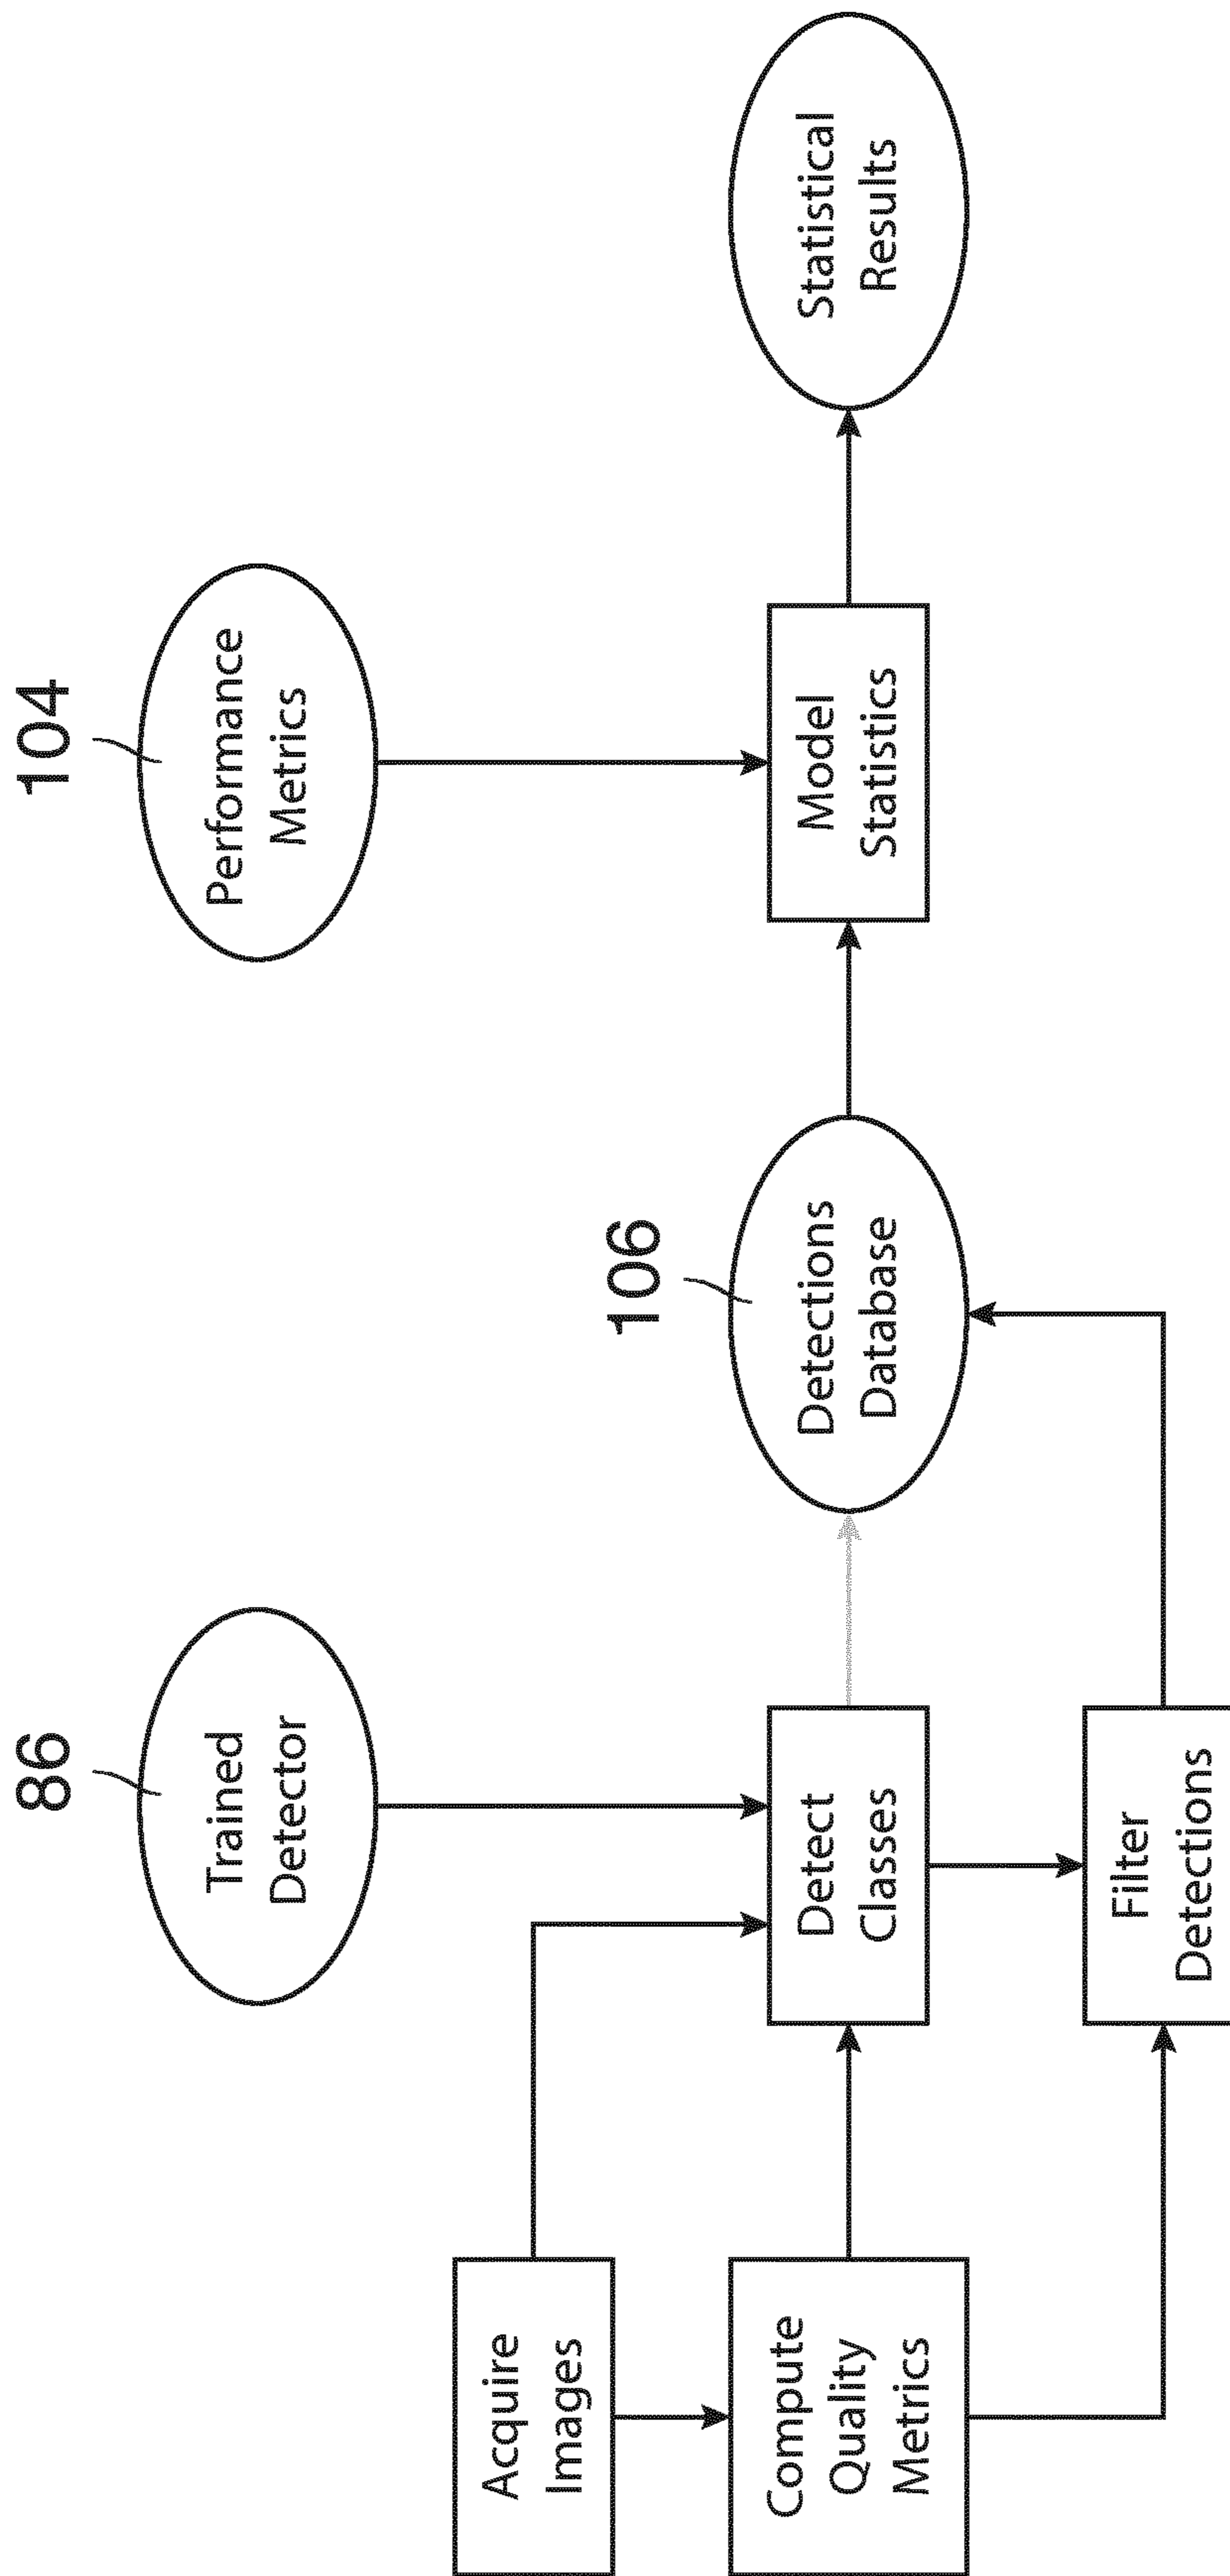 86
104
Trained
Detector
Performance
Metrics
Acquire
Images
106
Compute
Quality
Metrics
Detect
Classes
Detections
Database
Model
Statistics
Statistical
Results
Filter
Detections